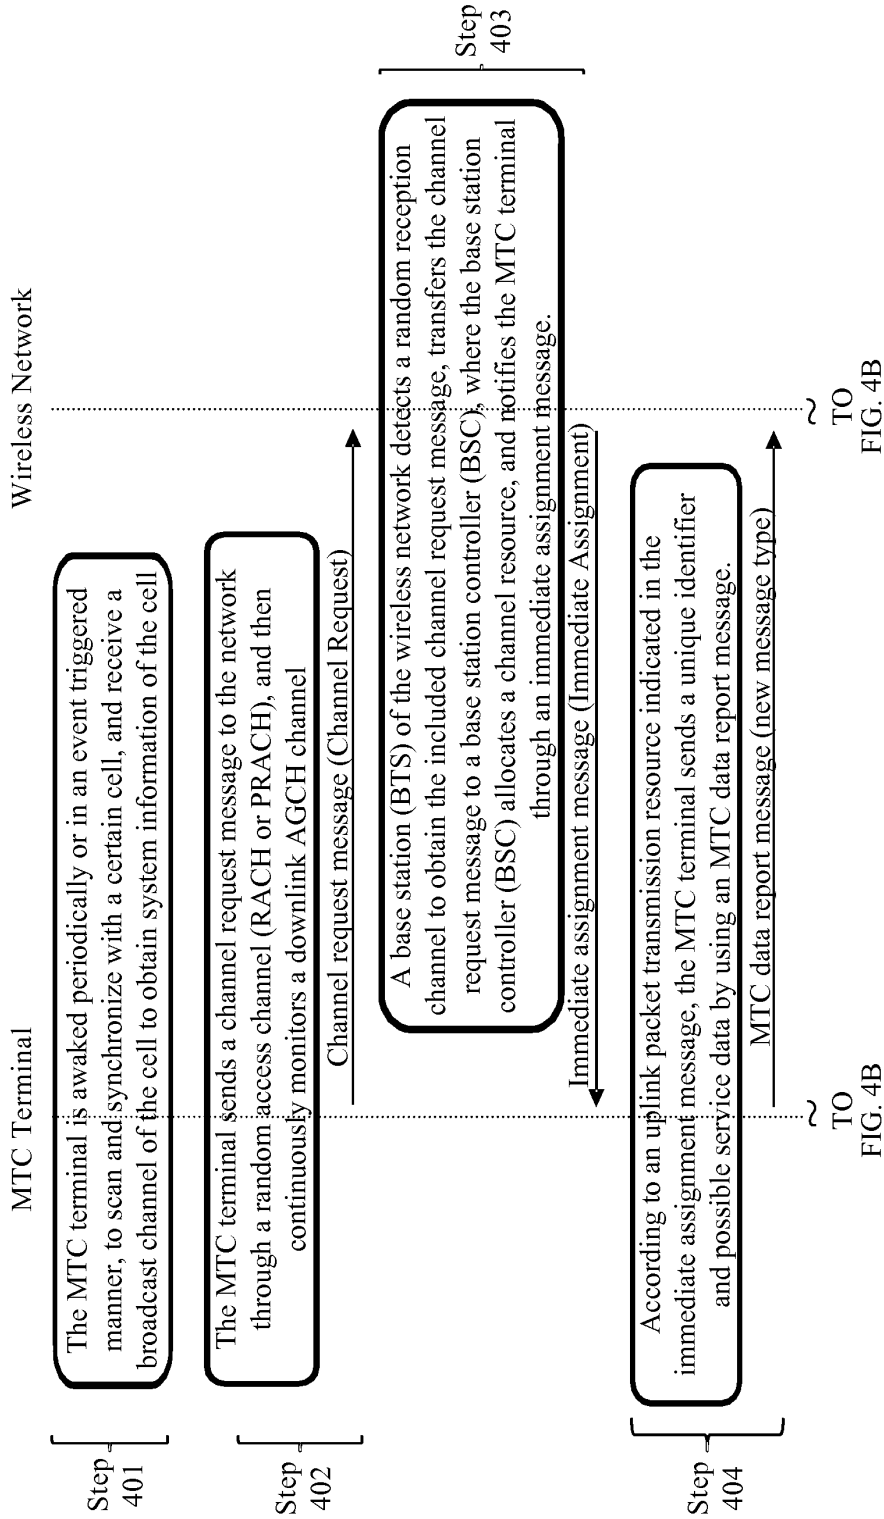 MTC Terminal
Wireless Network
Step
401
The MTC terminal is awaked periodically or in an event triggered
manner, to scan and synchronize with a certain cell, and receive a
broadcast channel of the cell to obtain system information of the cell
Step
402
The MTC terminal sends a channel request message to the network
through a random access channel (RACH or PRACH), and then
continuously monitors a downlink AGCH channel
Channel request message (Channel Request)
Step
403
A base station (BTS) of the wireless network detects a random reception
channel to obtain the included channel request message, transfers the channel
request message to a base station controller (BSC), where the base station
controller (BSC) allocates a channel resource, and notifies the MTC terminal
through an immediate assignment message.
Immediate assignment message (Immediate Assignment)
Step
404
According to an uplink packet transmission resource indicated in the
immediate assignment message, the MTC terminal sends a unique identifier
and possible service data by using an MTC data report message.
MTC data report message (new message type)
TO
FIG. 4B
TO
FIG. 4B